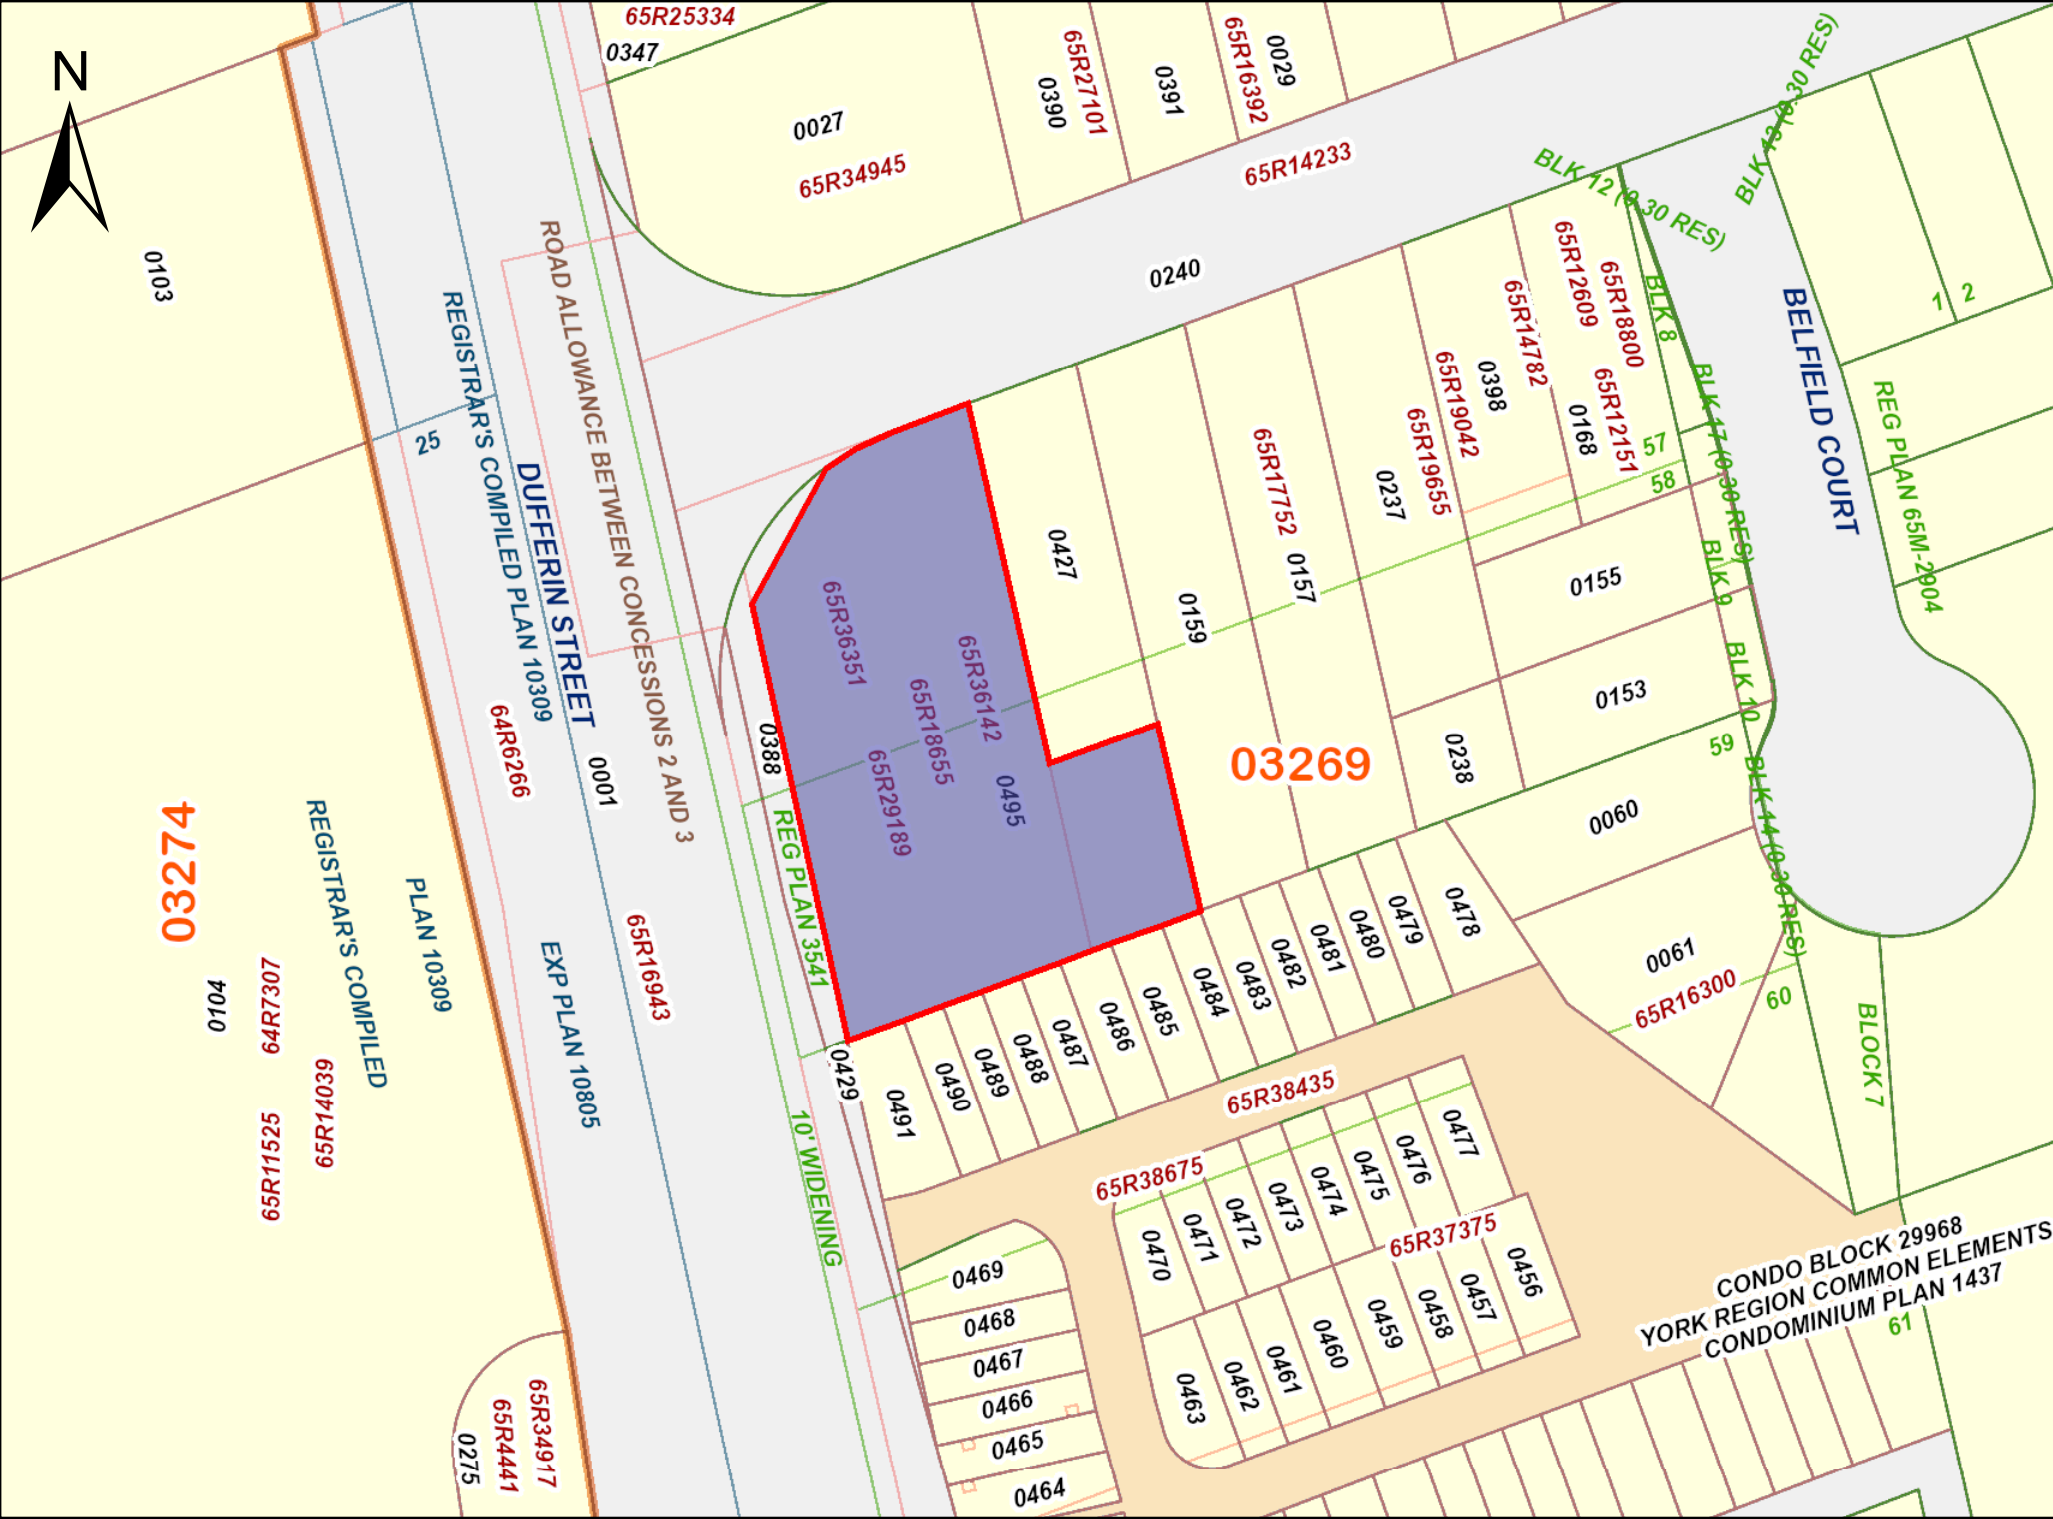 65R25334
0347
N
0027
65R34945
0390
65R27101
0391
65R16392
0029
65R14233
BLK 12 (0.30 RES)
BLK 13 (0.30 RES)
0103
0240
1
2
BELFIELD COURT
REG PLAN 65M-2904
ROAD ALLOWANCE BETWEEN CONCESSIONS 2 AND 3
REGISTRAR'S COMPILED PLAN 10309
DUFFERIN STREET
25
65R12609
65R18800
BLK 8
65R14782
0398
65R19042
65R19655
0168
65R12151
57
58
BLK 17 (0.30 RES)
65R17752
0237
0427
0157
0159
0155
BLK 9
65R36351
65R36142
65R18655
65R29189
0495
0153
BLK 10
59
0388
64R6266
0001
03269
0238
0060
BLK 14 (0.30 RES)
03274
REGISTRAR'S COMPILED
PLAN 10309
REG PLAN 3541
0104
64R7307
65R11525
65R14039
EXP PLAN 10805
65R16943
0478
0479
0480
0481
0482
0483
0484
0485
0486
0487
0488
0489
0490
0491
0429
0061
65R16300
60
BLOCK 7
10' WIDENING
65R38435
65R38675
0477
0476
0475
0474
0473
0472
0471
0470
65R37375
0456
0457
0458
0459
0460
0461
0462
0463
0469
0468
0467
0466
0465
0464
CONDO BLOCK 29968
YORK REGION COMMON ELEMENTS
CONDOMINIUM PLAN 1437
61
65R34917
65R4441
0275